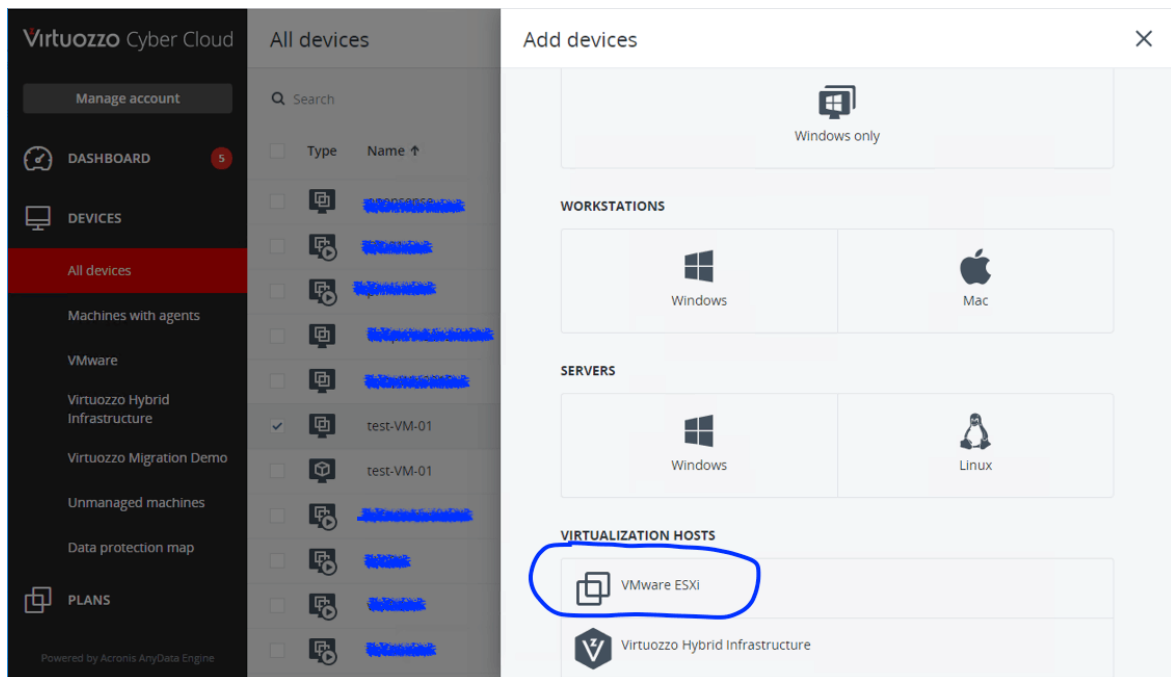 Virtuozzo Cyber Cloud
Manage account
DASHBOARD 5
DEVICES
All devices
Machines with agents
VMware
Virtuozzo Hybrid
Infrastructure
Virtuozzo Migration Demo
Unmanaged machines
Data protection map
PLANS
Powered by Acronis AnyData Engine
All devices
Search
Type Name ↑
test-VM-01
test-VM-01
Add devices
Windows only
WORKSTATIONS
Windows
Mac
SERVERS
Windows
Linux
VIRTUALIZATION HOSTS
VMware ESXi
Virtuozzo Hybrid Infrastructure